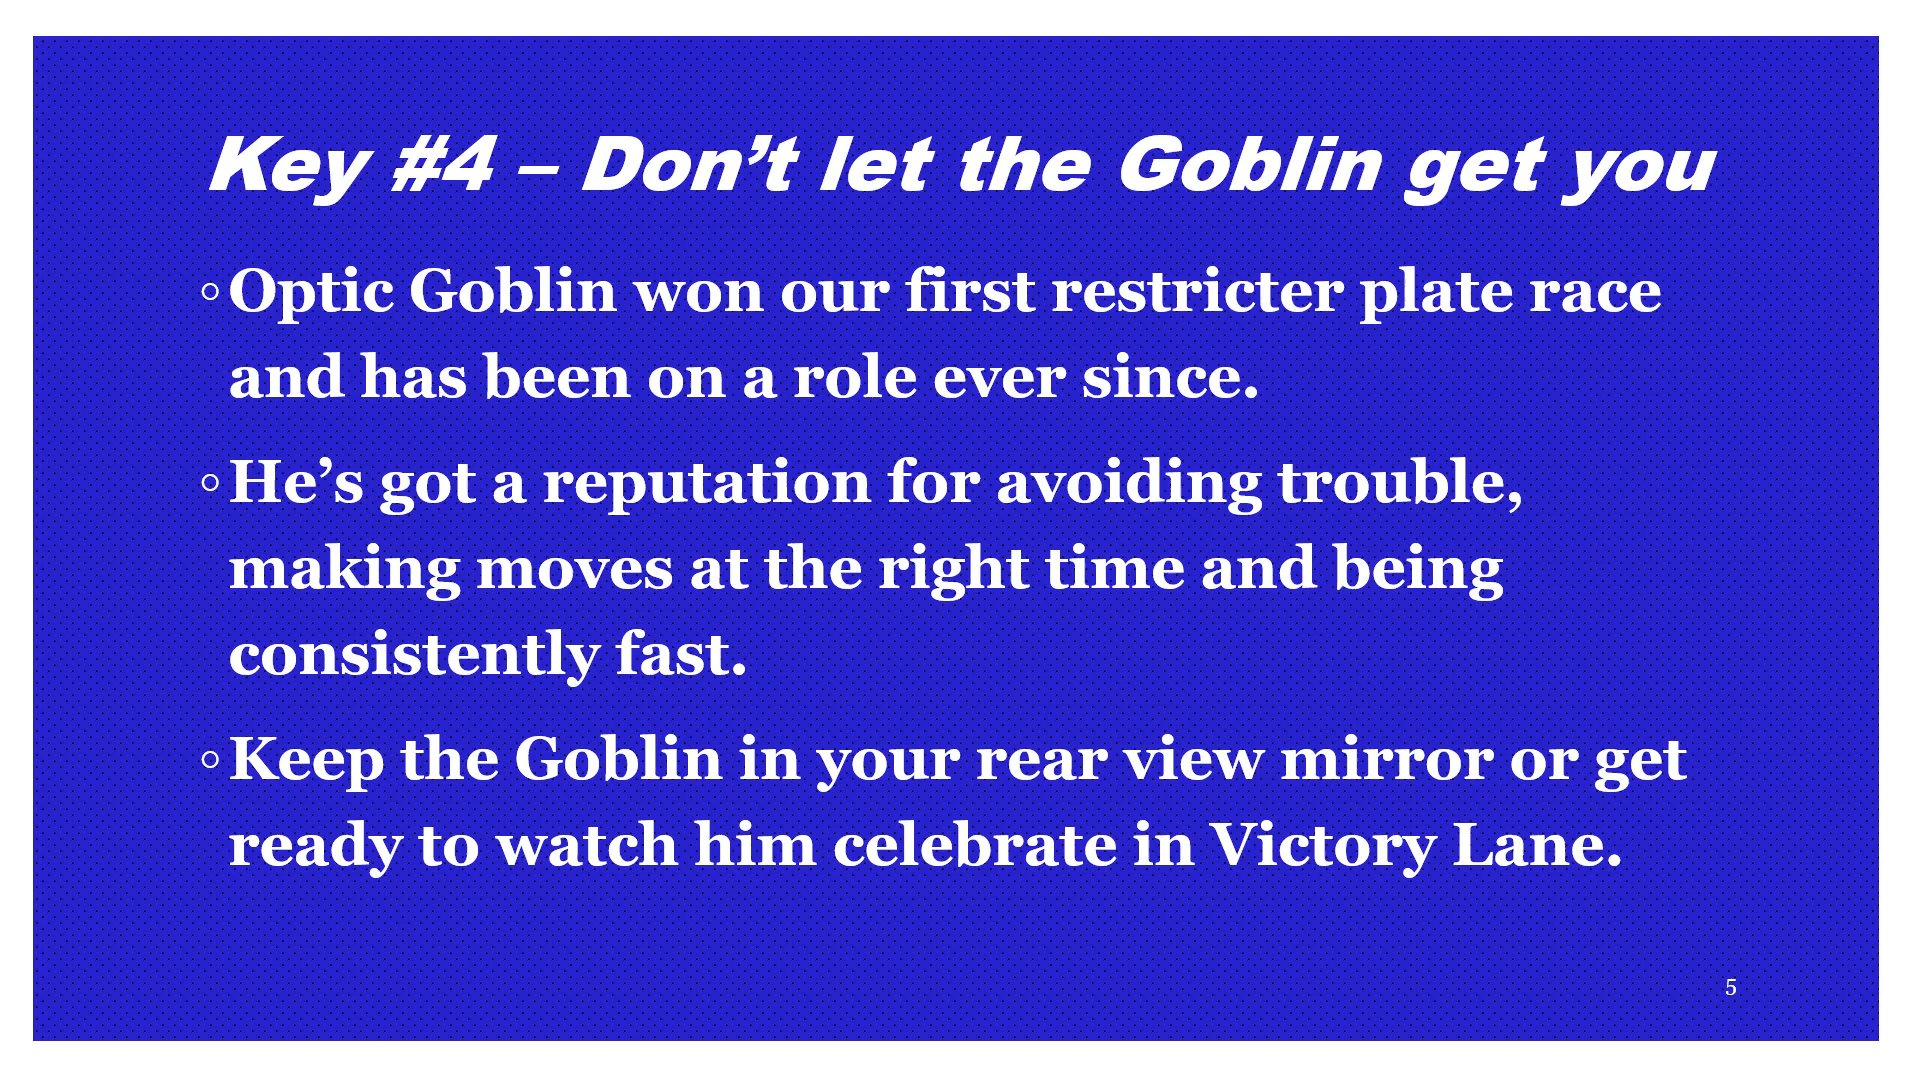 Key #4 – Don’t let the Goblin get you
◦Optic Goblin won our first restricter plate race
and has been on a role ever since.
◦He’s got a reputation for avoiding trouble,
making moves at the right time and being
consistently fast.
◦Keep the Goblin in your rear view mirror or get
ready to watch him celebrate in Victory Lane.
5